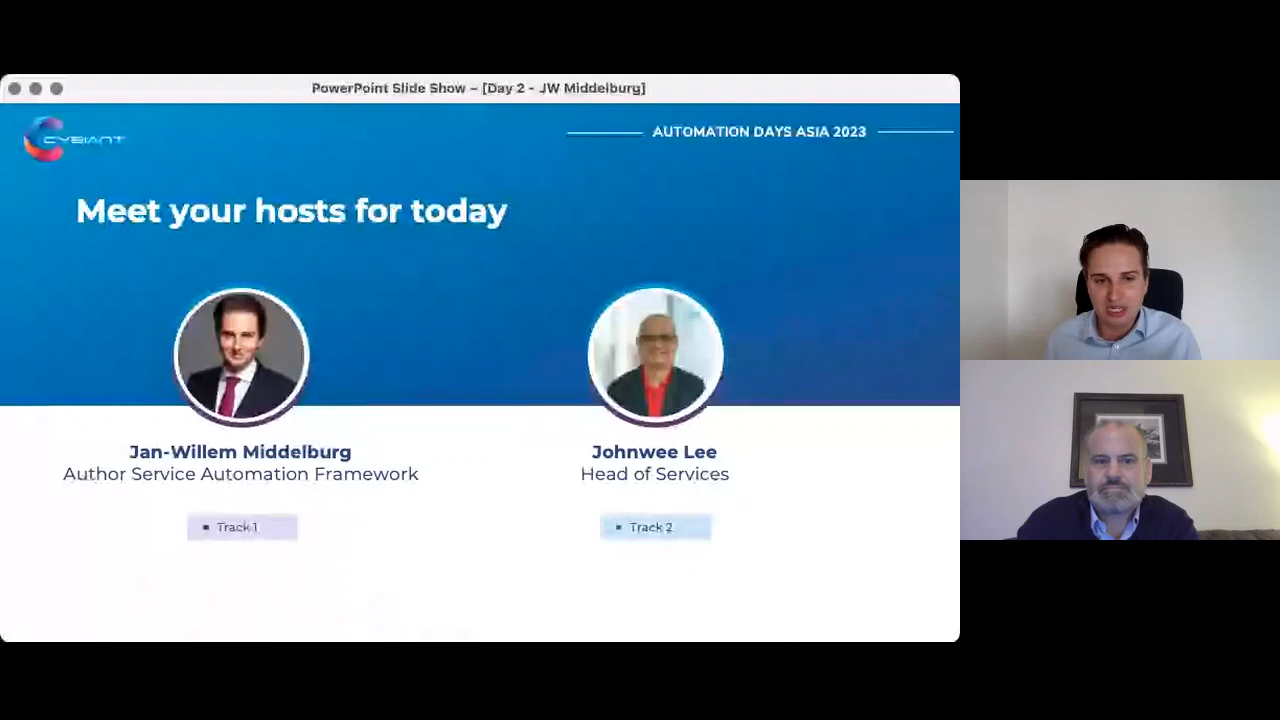 PowerPoint Slide Show – [Day 2 - JW Middelburg]
CYBIANT
AUTOMATION DAYS ASIA 2023
Meet your hosts for today
Jan-Willem Middelburg
Author Service Automation Framework
Track 1
Johnwee Lee
Head of Services
Track 2